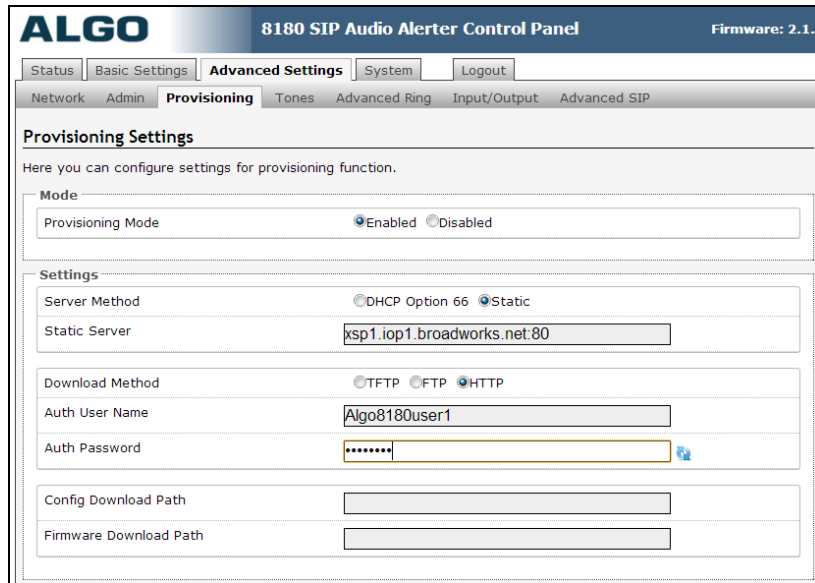 ALGO 8180 SIP Audio Alerter Control Panel Firmware: 2.1.
Status Basic Settings Advanced Settings System Logout
Network Admin Provisioning Tones Advanced Ring Input/Output Advanced SIP
Provisioning Settings
Here you can configure settings for provisioning function.
Mode
Provisioning Mode Enabled Disabled
Settings
Server Method DHCP Option 66 Static
Static Server xsp1.iop1.broadworks.net:80
Download Method TFTP FTP HTTP
Auth User Name Algo8180user1
Auth Password ••••••••
Config Download Path
Firmware Download Path